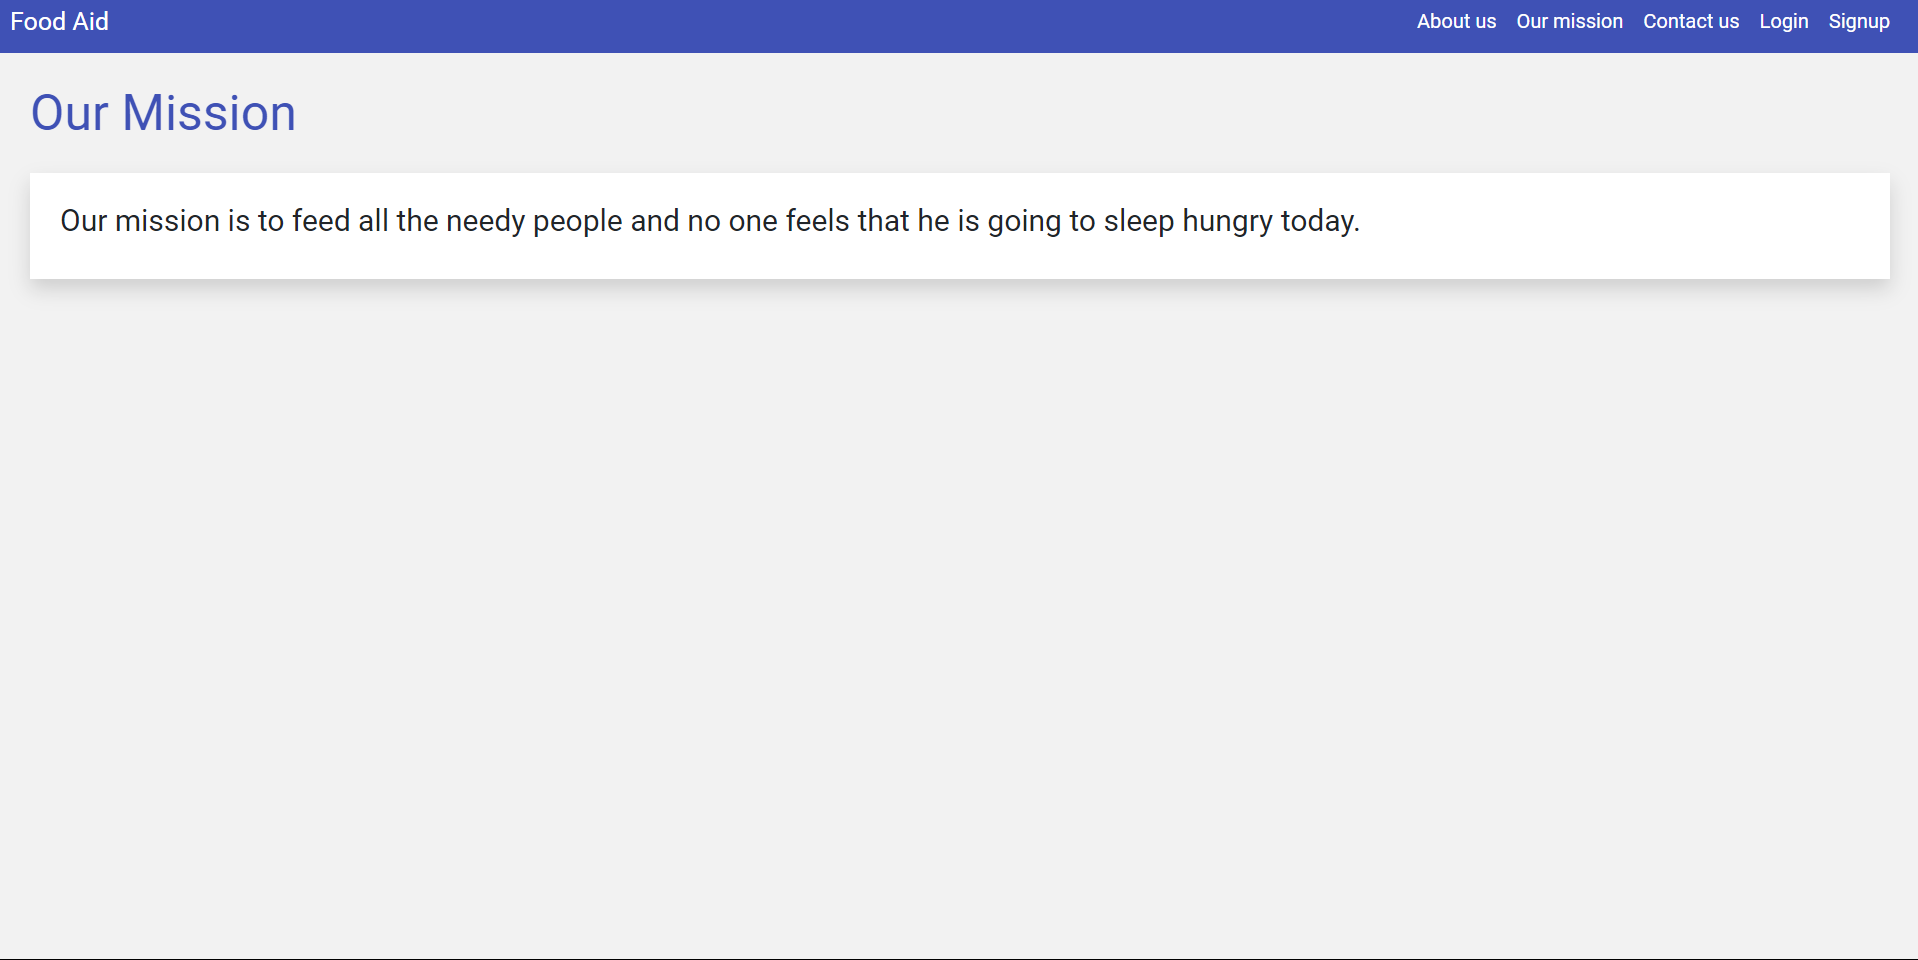 Food Aid
About us Our mission Contact us Login Signup
Our Mission
Our mission is to feed all the needy people and no one feels that he is going to sleep hungry today.